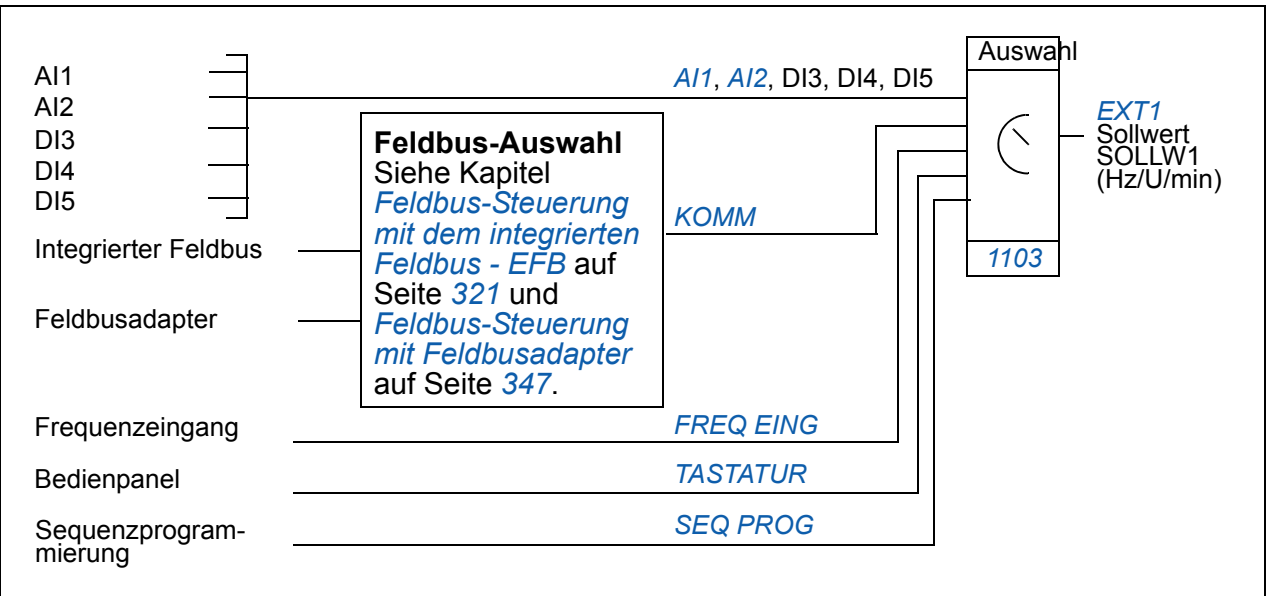 AI1
AI2
DI3
DI4
DI5
Integrierter Feldbus
Feldbusadapter
Frequenzeingang
Bedienpanel
Sequenzprogram-
mierung
Feldbus-Auswahl
Siehe Kapitel
Feldbus-Steuerung
mit dem integrierten
Feldbus - EFB auf
Seite 321 und
Feldbus-Steuerung
mit Feldbusadapter
auf Seite 347.
AI1, AI2, DI3, DI4, DI5
KOMM
FREQ EING
TASTATUR
SEQ PROG
Auswahl
1103
EXT1
Sollwert
SOLLW1
(Hz/U/min)